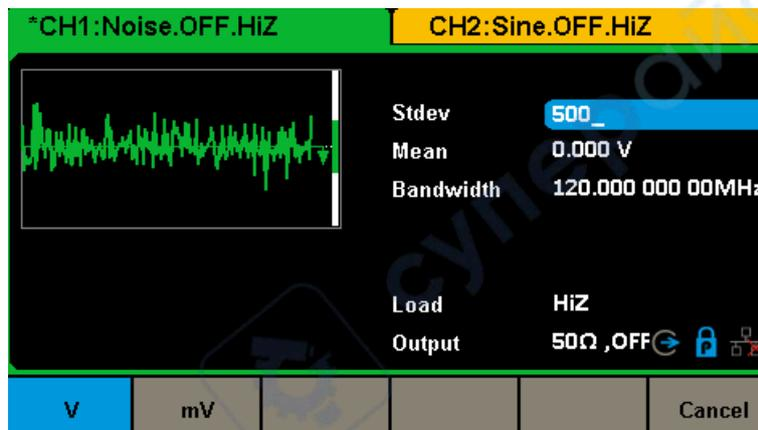 *CH1:Noise.OFF.HiZ
CH2:Sine.OFF.HiZ
Stdev 500_
Mean 0.000 V
Bandwidth 120.000 000 00MHz
Load HiZ
Output 50Ω ,OFF
V mV Cancel
супερайс